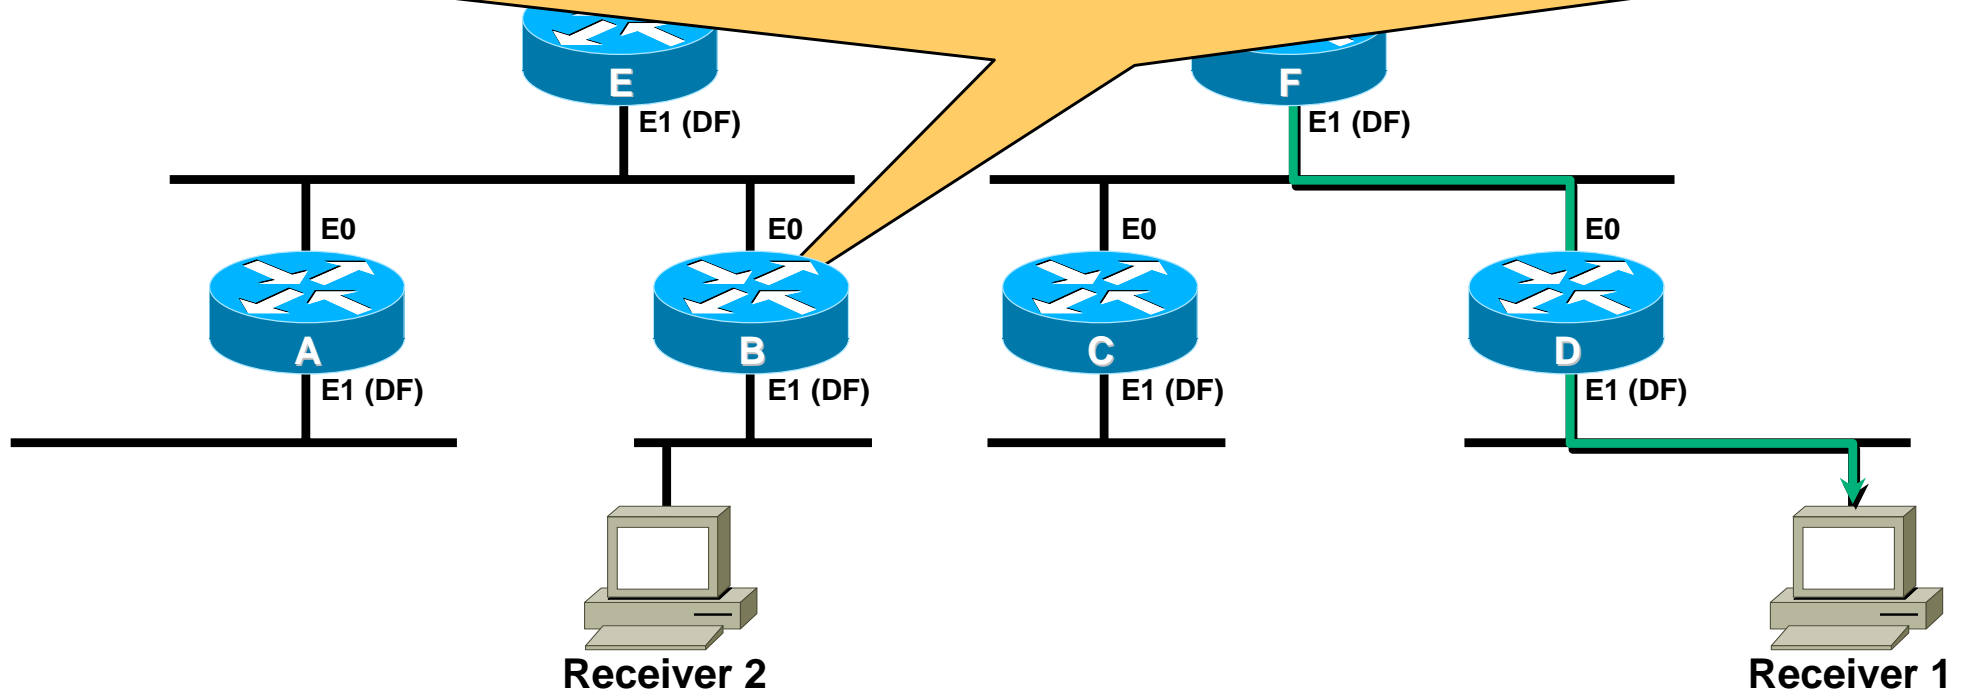 E
F
E1 (DF)
E1 (DF)
E0
E0
E0
E0
A
B
C
D
E1 (DF)
E1 (DF)
E1 (DF)
E1 (DF)
Receiver 2
Receiver 1